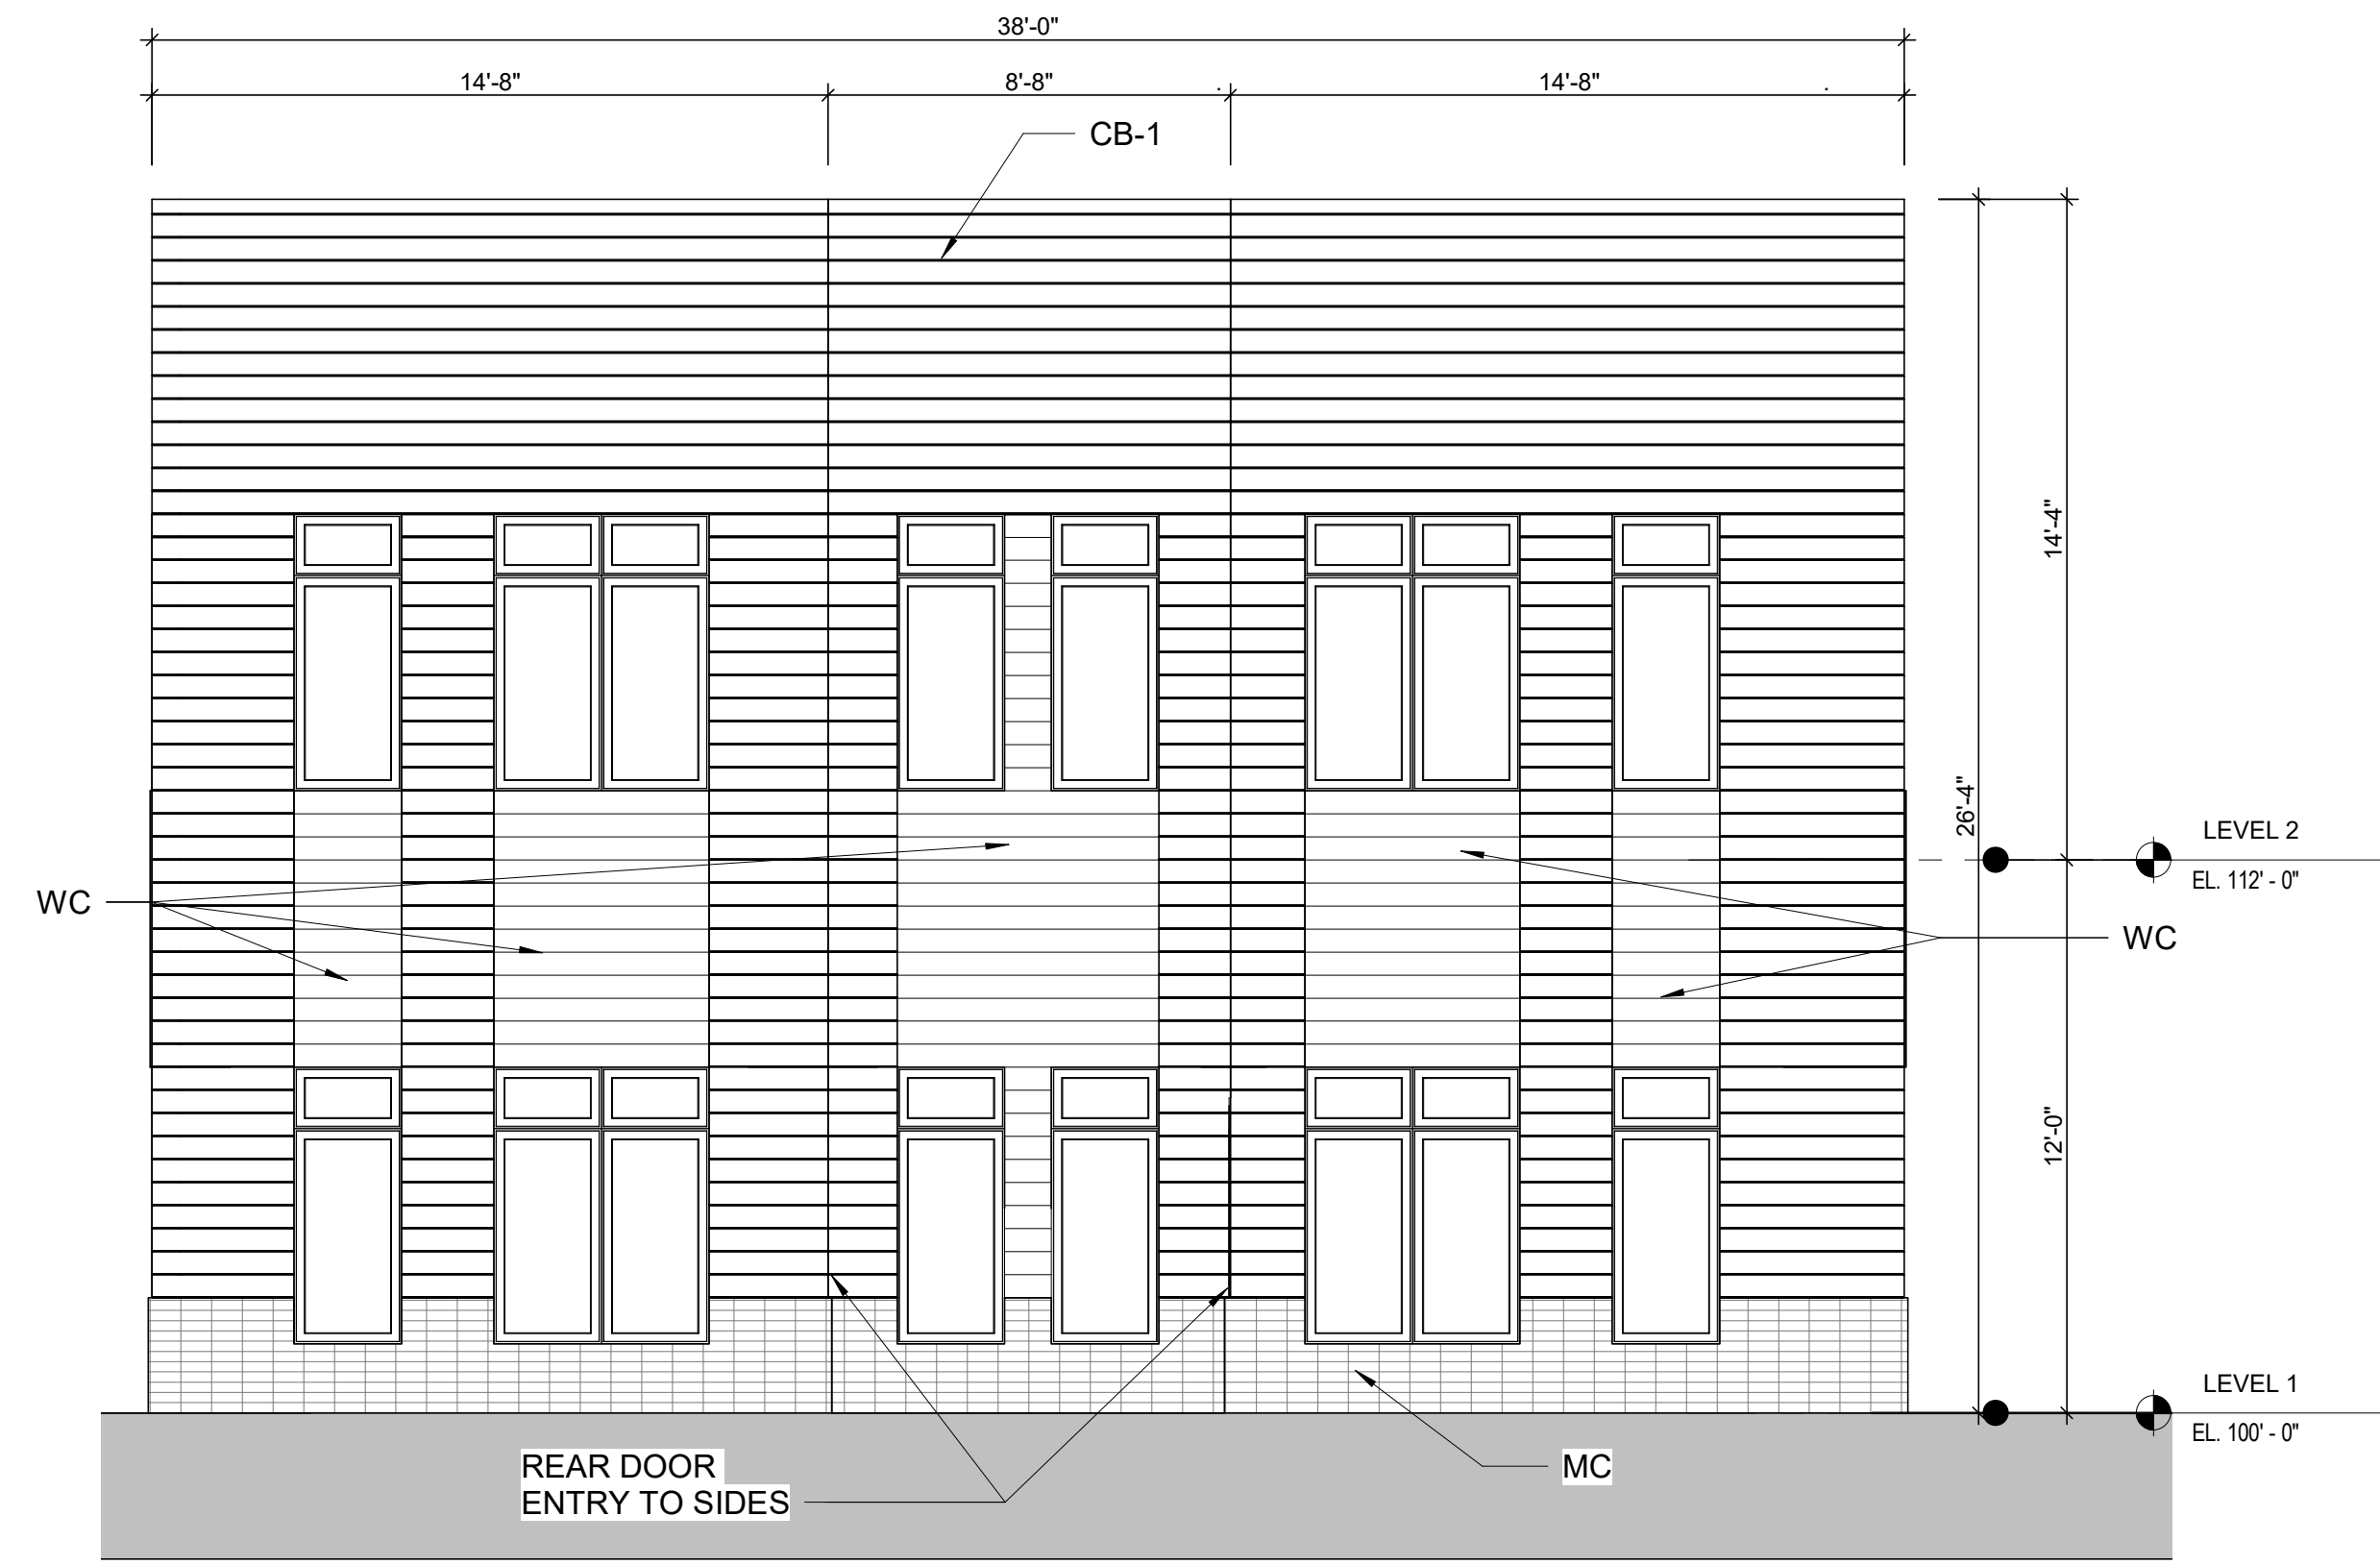 38'-0"
14'-8"
8'-8"
14'-8"
CB-1
14'-4"
26'-4"
LEVEL 2
EL. 112' - 0"
WC
WC
12'-0"
LEVEL 1
EL. 100' - 0"
REAR DOOR
ENTRY TO SIDES
MC